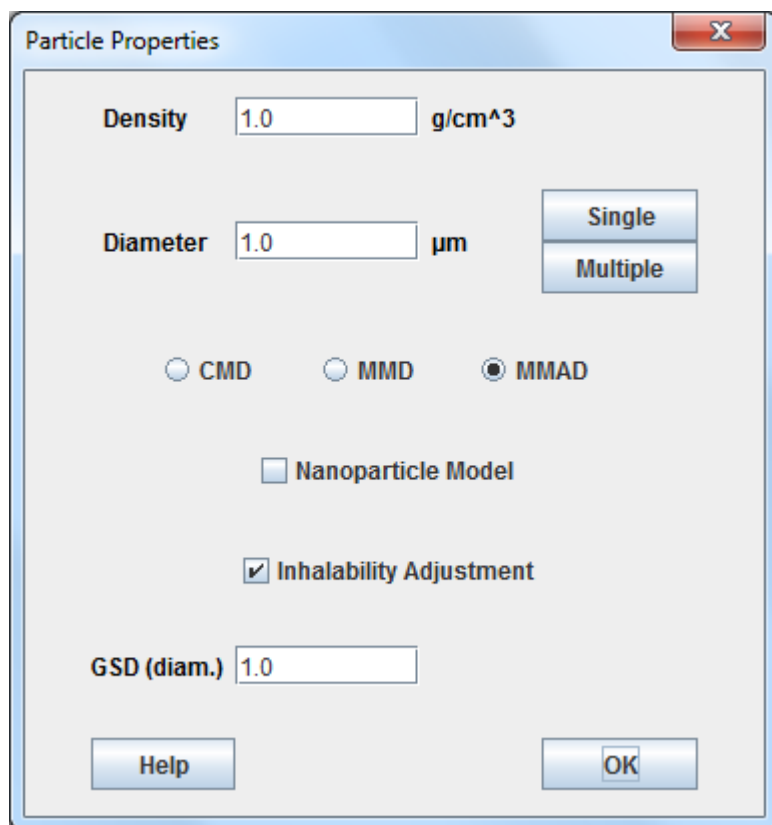 Particle Properties
Density 1.0 g/cm^3
Single
Diameter 1.0 µm
Multiple
CMD MMD MMAD
Nanoparticle Model
Inhalability Adjustment
GSD (diam.) 1.0
Help OK